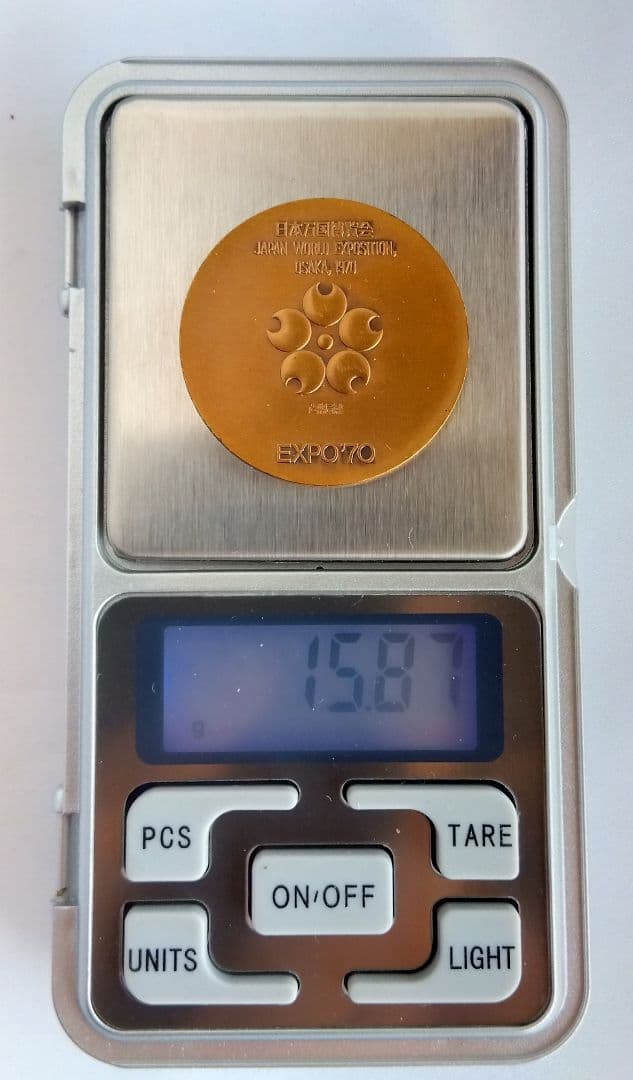 日本万国博覧会
JAPAN WORLD EXPOSITION,
OSAKA, 1970
EXPO'70
15.87
g
PCS
TARE
ON/OFF
UNITS
LIGHT